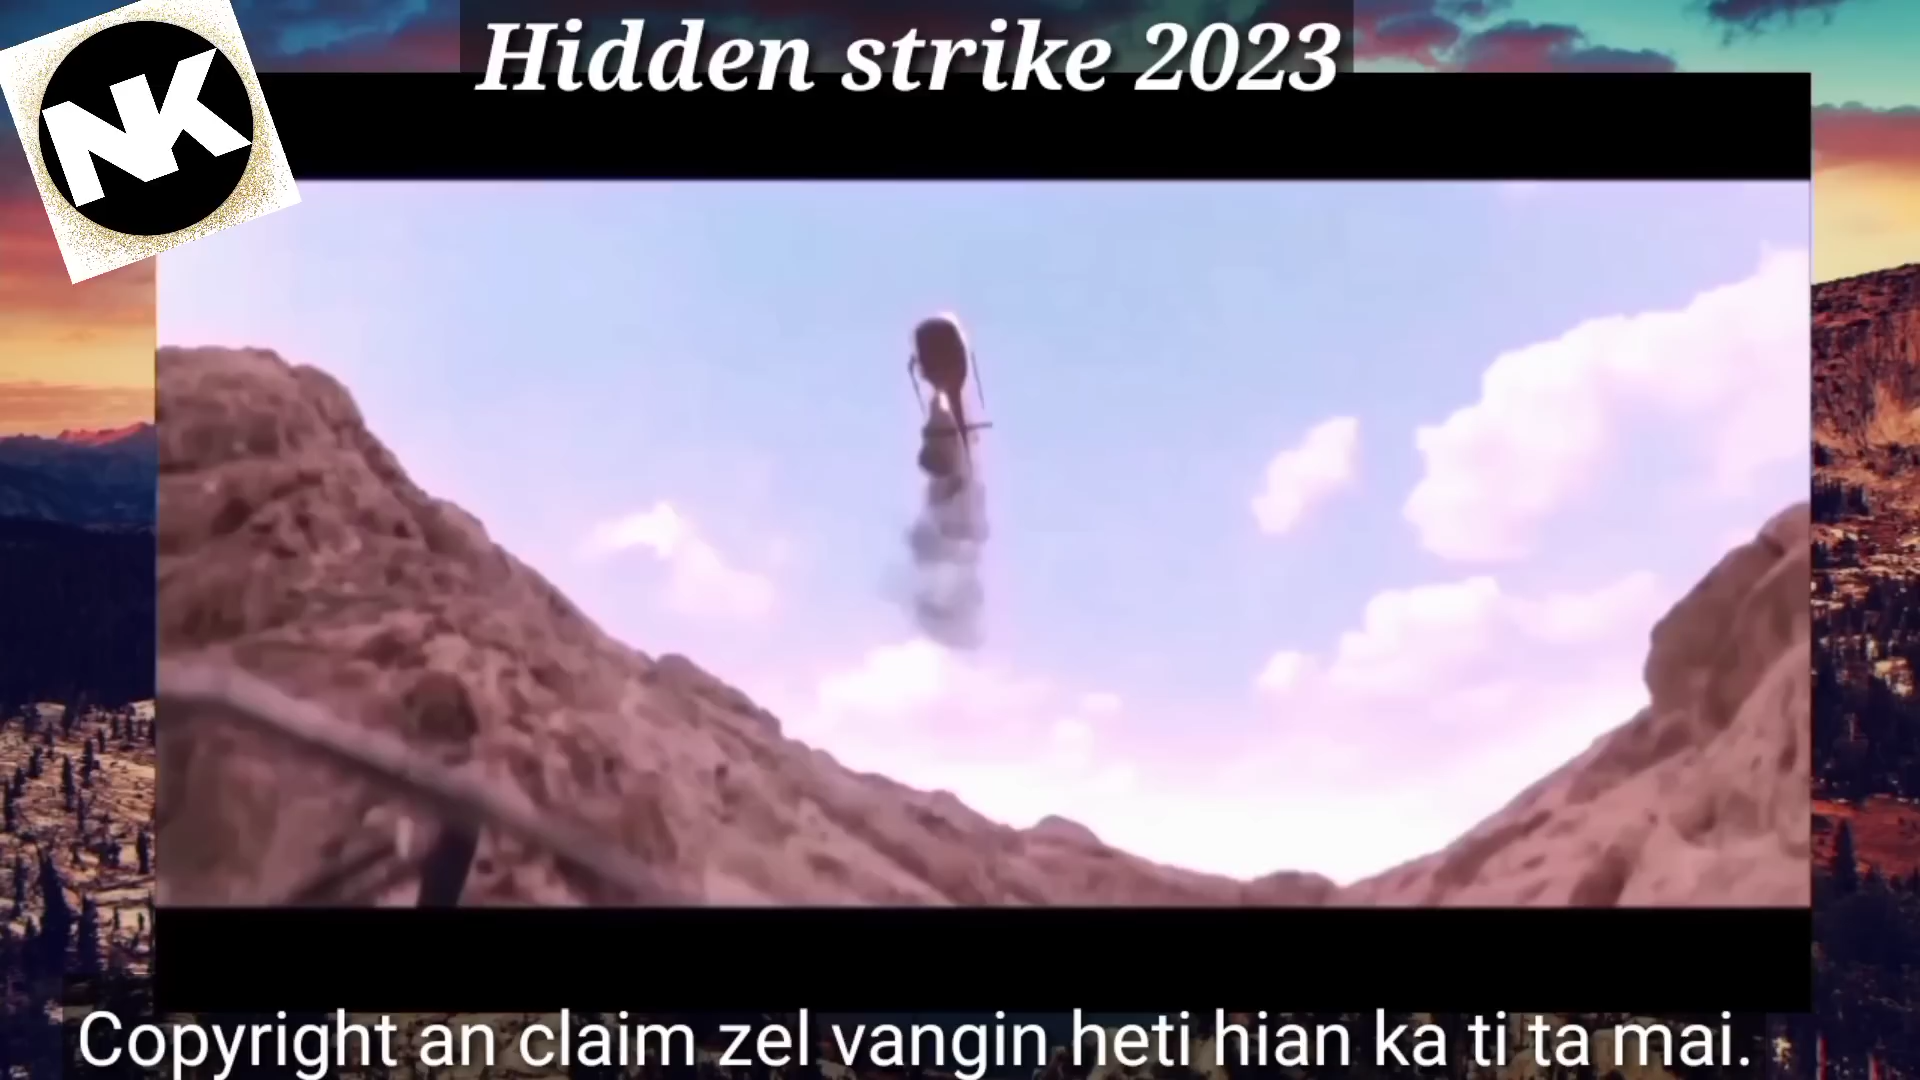 Hidden strike 2023
NK
Copyright an claim zel vangin heti hian ka ti ta mai.